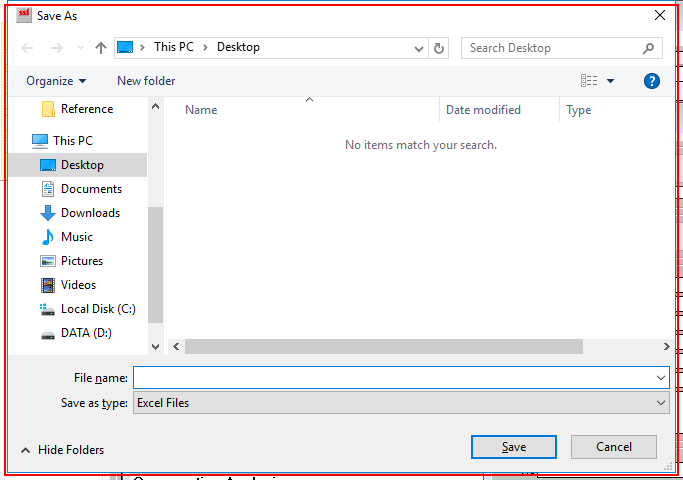 Save As
This PC > Desktop
Search Desktop
Organize
New folder
?
Name
Date modified
Type
Reference
This PC
Desktop
Documents
Downloads
Music
Pictures
Videos
Local Disk (C:)
DATA (D:)
No items match your search.
File name:
Save as type: Excel Files
Hide Folders
Save
Cancel